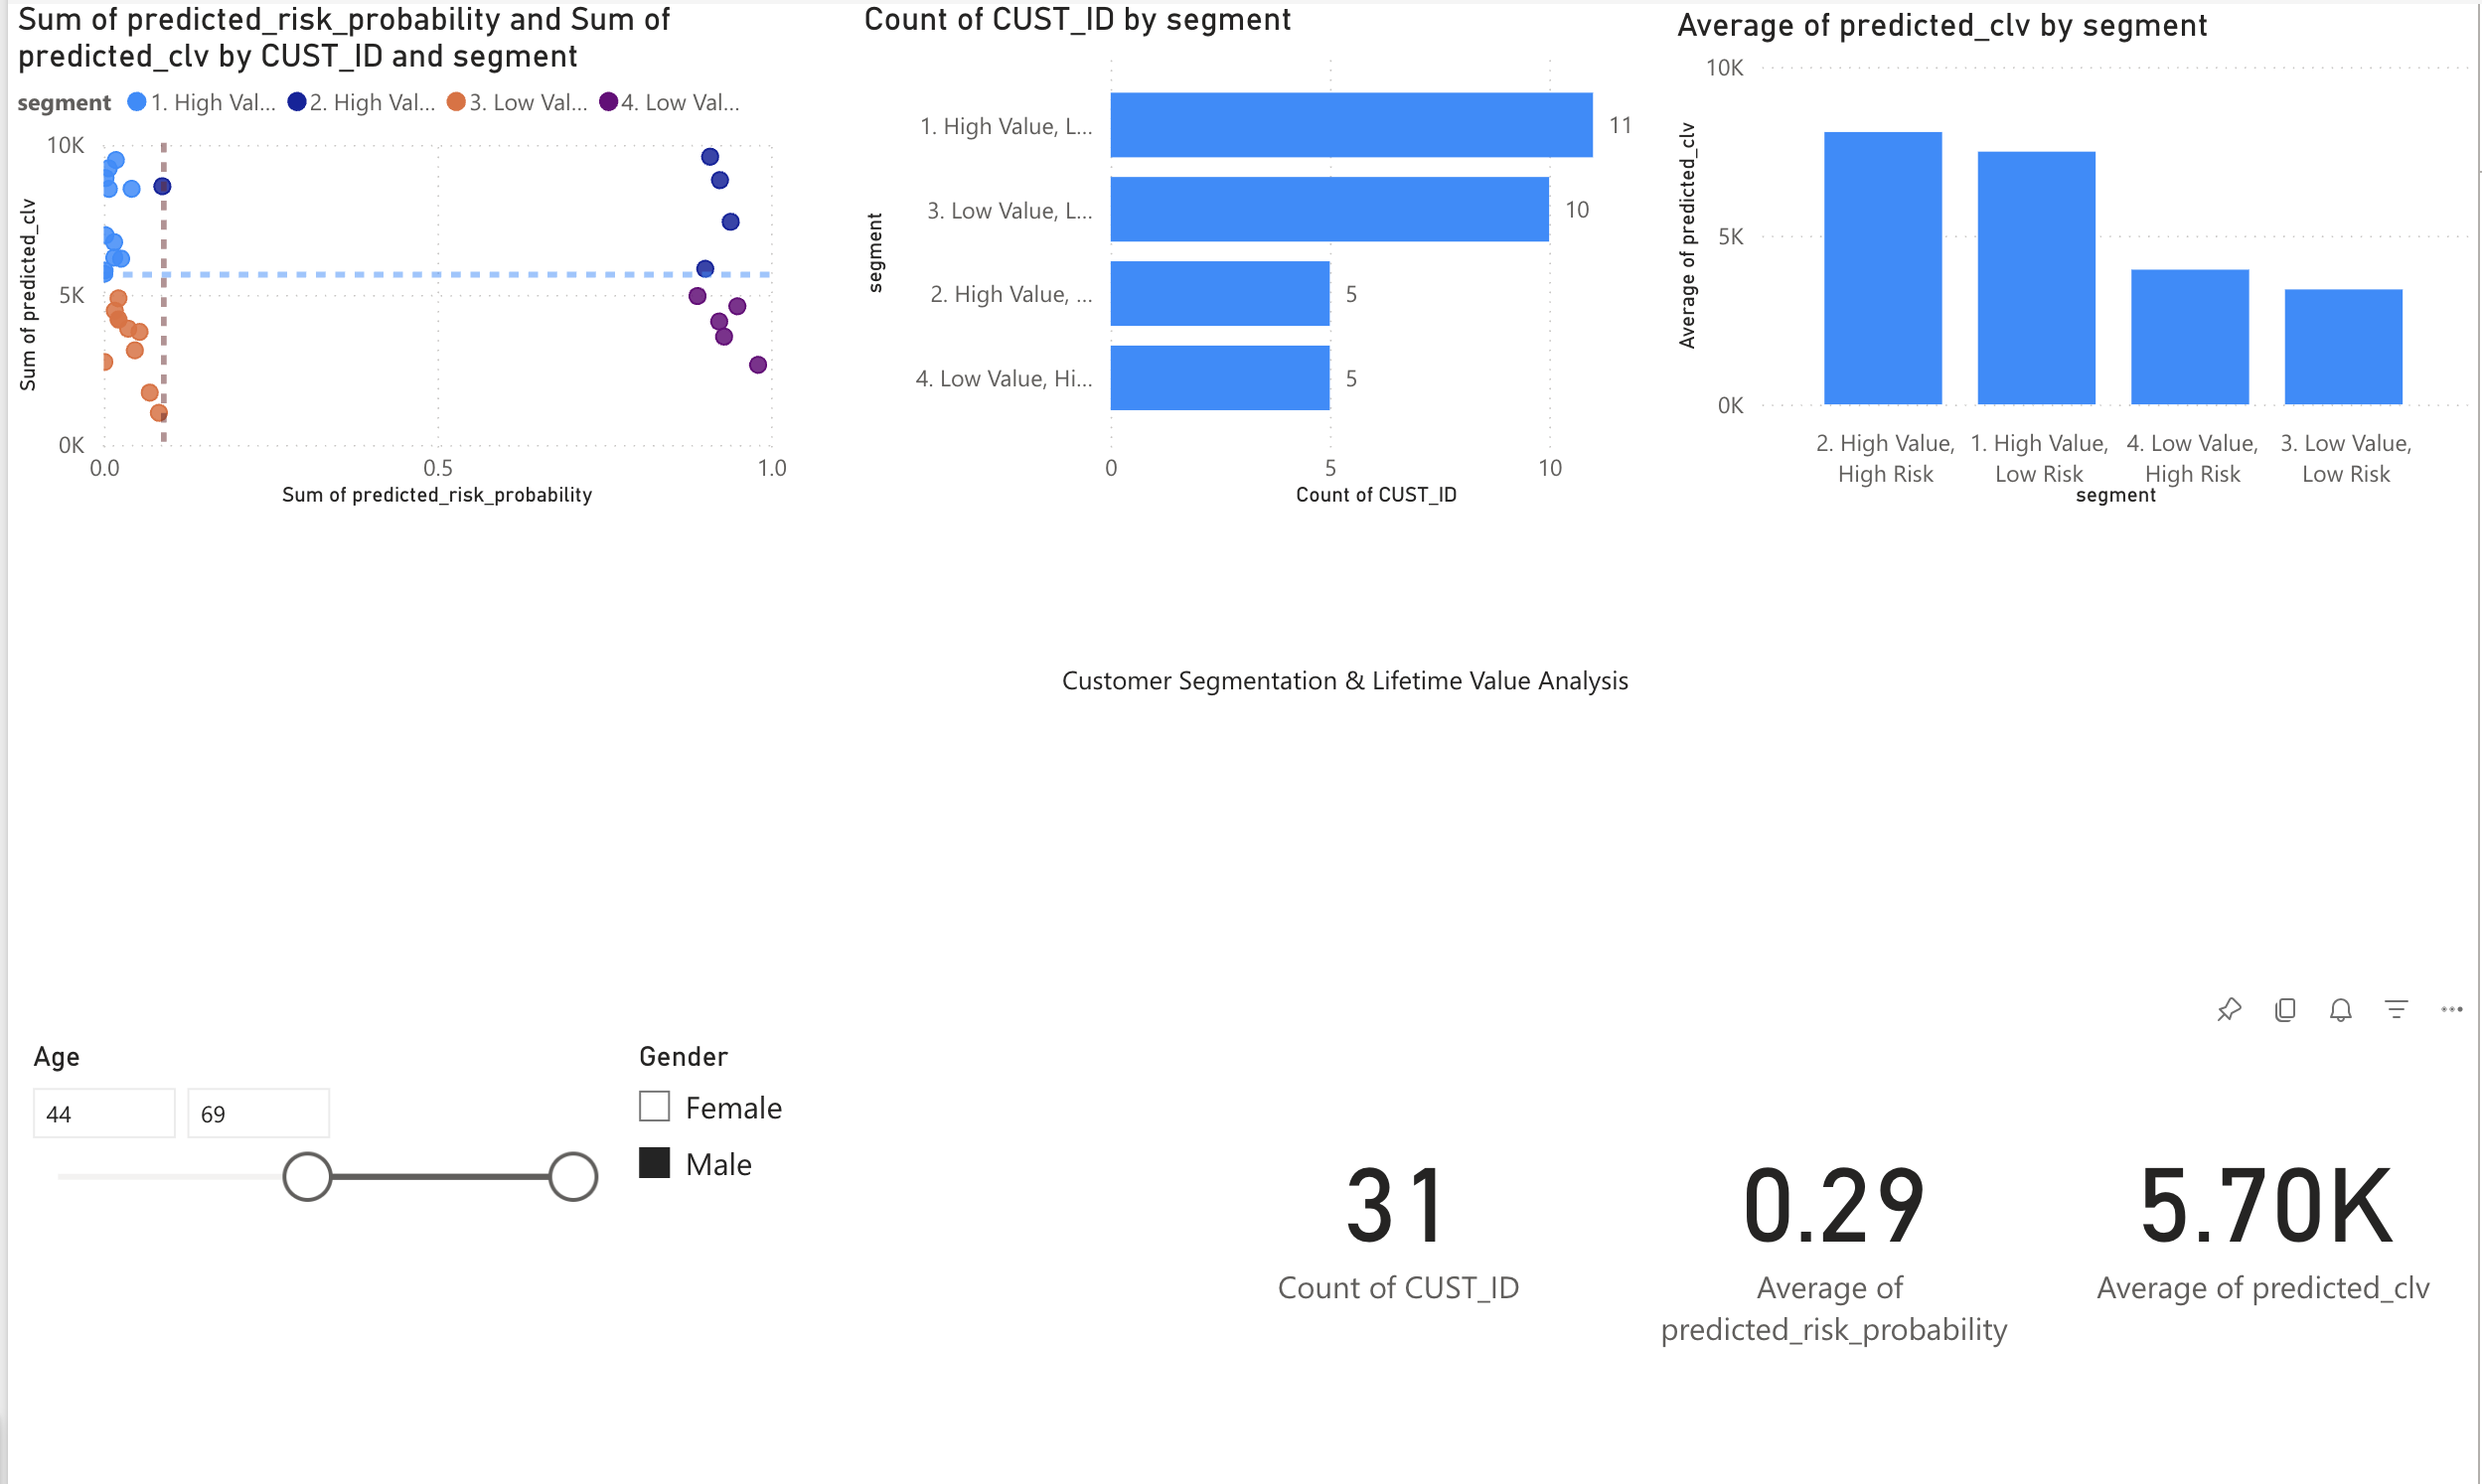 Sum of predicted_risk_probability and Sum of
predicted_clv by CUST_ID and segment
segment 1. High Val... 2. High Val... 3. Low Val... 4. Low Val...
Sum of predicted_clv
10K
5K
0K
0.0 0.5 1.0
Sum of predicted_risk_probability
Count of CUST_ID by segment
segment
1. High Value, L... 11
3. Low Value, L... 10
2. High Value, ... 5
4. Low Value, Hi... 5
0 5 10
Count of CUST_ID
Average of predicted_clv by segment
Average of predicted_clv
10K
5K
0K
2. High Value, 1. High Value, 4. Low Value, 3. Low Value,
High Risk Low Risk High Risk Low Risk
segment
Customer Segmentation & Lifetime Value Analysis
Age
44 69
Gender
Female
Male
31
Count of CUST_ID
0.29
Average of
predicted_risk_probability
5.70K
Average of predicted_clv